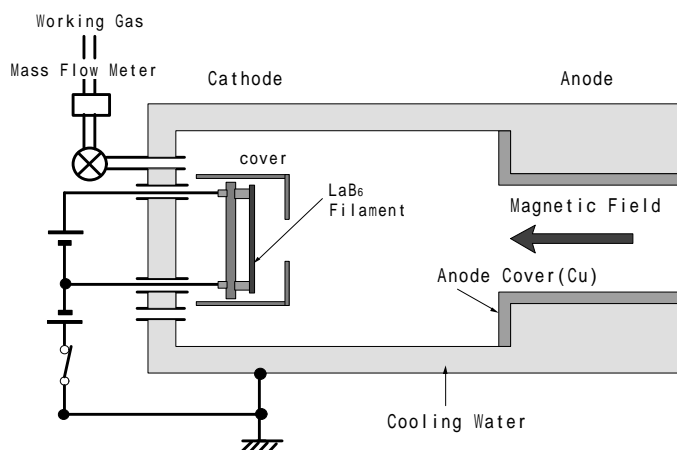 Working Gas
Mass Flow Meter
Cathode
Anode
cover
LaB₆
Filament
Magnetic Field
Anode Cover(Cu)
Cooling Water